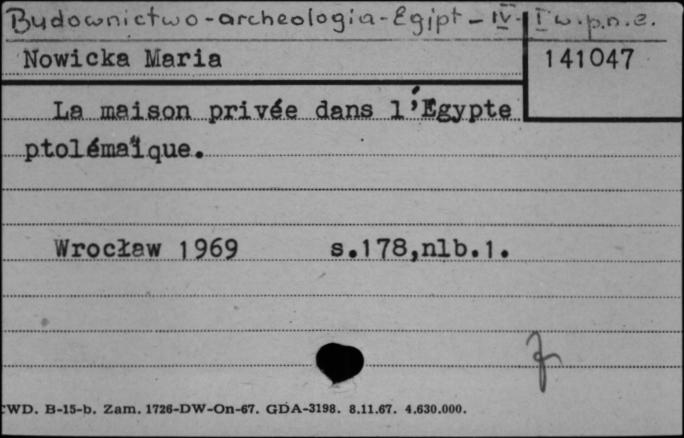 Budownictwo-archeologia-Egipt-IV-I w.p.n.e.
Nowicka Maria 141047
La maison privée dans l'Égypte
ptolémaïque.
Wrocław 1969 s.178,nlb.1.
CWD. B-15-b. Zam. 1726-DW-On-67. GDA-3198. 8.11.67. 4.630.000.